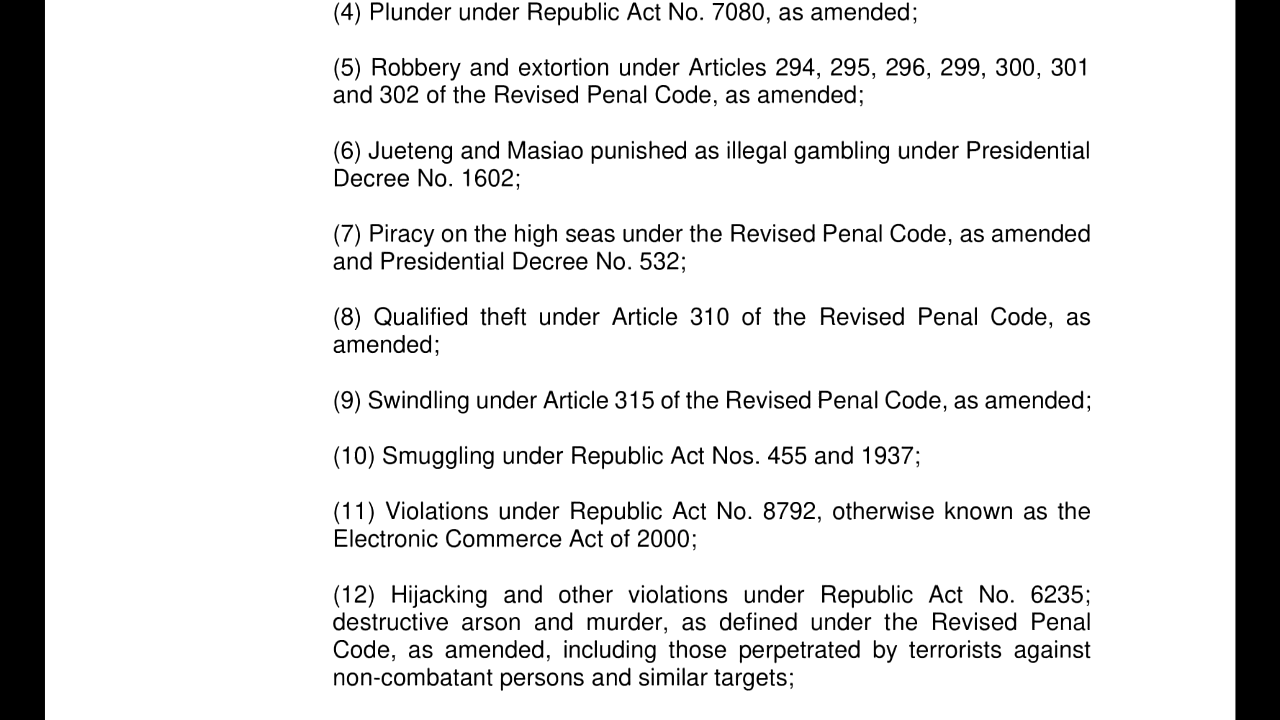 (4) Plunder under Republic Act No. 7080, as amended;
(5) Robbery and extortion under Articles 294, 295, 296, 299, 300, 301
and 302 of the Revised Penal Code, as amended;
(6) Jueteng and Masiao punished as illegal gambling under Presidential
Decree No. 1602;
(7) Piracy on the high seas under the Revised Penal Code, as amended
and Presidential Decree No. 532;
(8) Qualified theft under Article 310 of the Revised Penal Code, as
amended;
(9) Swindling under Article 315 of the Revised Penal Code, as amended;
(10) Smuggling under Republic Act Nos. 455 and 1937;
(11) Violations under Republic Act No. 8792, otherwise known as the
Electronic Commerce Act of 2000;
(12) Hijacking and other violations under Republic Act No. 6235;
destructive arson and murder, as defined under the Revised Penal
Code, as amended, including those perpetrated by terrorists against
non-combatant persons and similar targets;